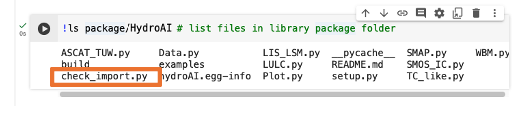 !ls package/HydroAI # list files in library package folder
0s
ASCAT_TUW.py Data.py LIS_LSM.py __pycache__ SMAP.py WBM.py
build examples LULC.py README.md SMOS_IC.py
check_import.py hydroAI.egg-info Plot.py setup.py TC_like.py